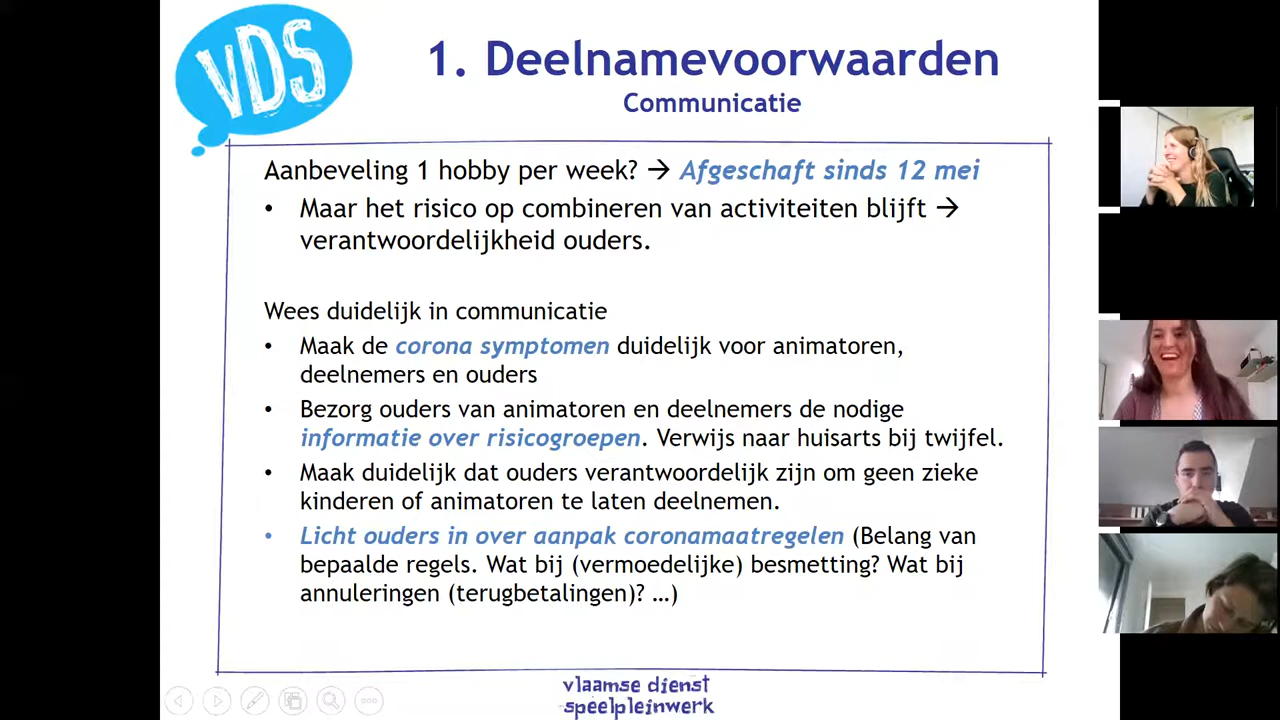 VDS
1. Deelnamevoorwaarden
Communicatie
Aanbeveling 1 hobby per week? → Afgeschaft sinds 12 mei
• Maar het risico op combineren van activiteiten blijft →
verantwoordelijkheid ouders.
Wees duidelijk in communicatie
• Maak de corona symptomen duidelijk voor animatoren,
deelnemers en ouders
• Bezorg ouders van animatoren en deelnemers de nodige
informatie over risicogroepen. Verwijs naar huisarts bij twijfel.
• Maak duidelijk dat ouders verantwoordelijk zijn om geen zieke
kinderen of animatoren te laten deelnemen.
• Licht ouders in over aanpak coronamaatregelen (Belang van
bepaalde regels. Wat bij (vermoedelijke) besmetting? Wat bij
annuleringen (terugbetalingen)? …)
vlaamse dienst
speelpleinwerk